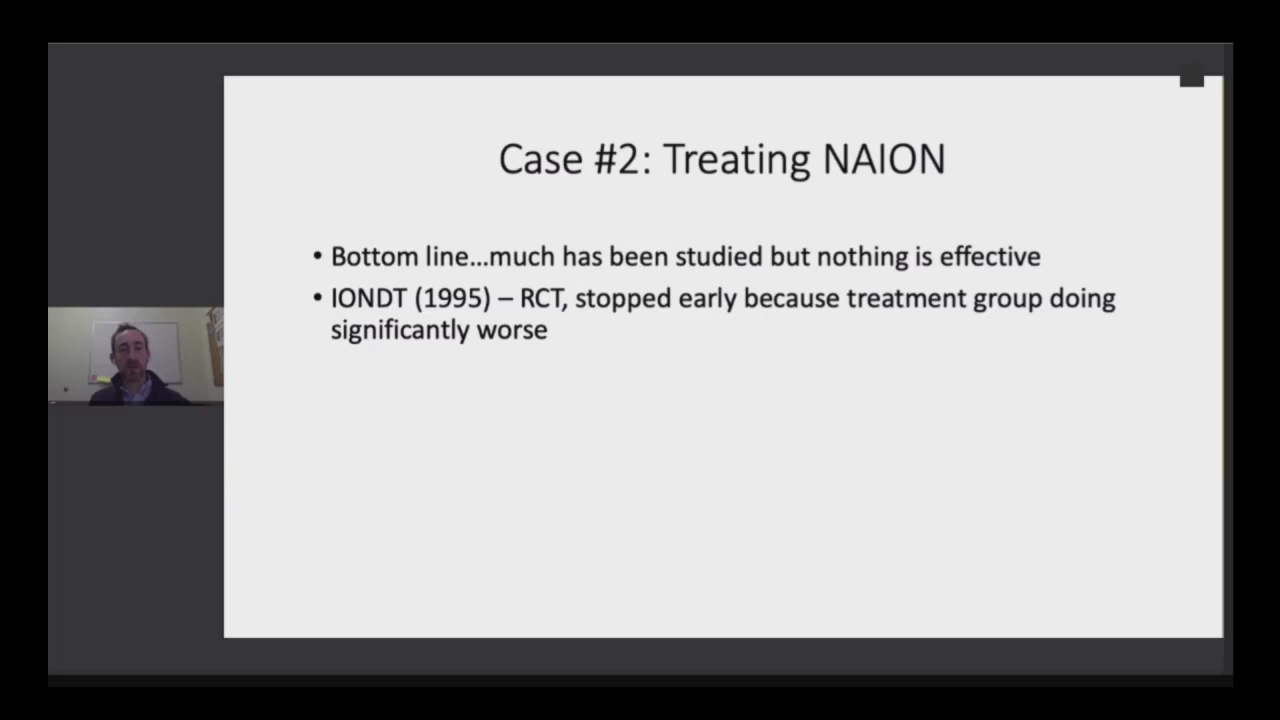 Case #2: Treating NAION
• Bottom line...much has been studied but nothing is effective
• IONDT (1995) – RCT, stopped early because treatment group doing
significantly worse